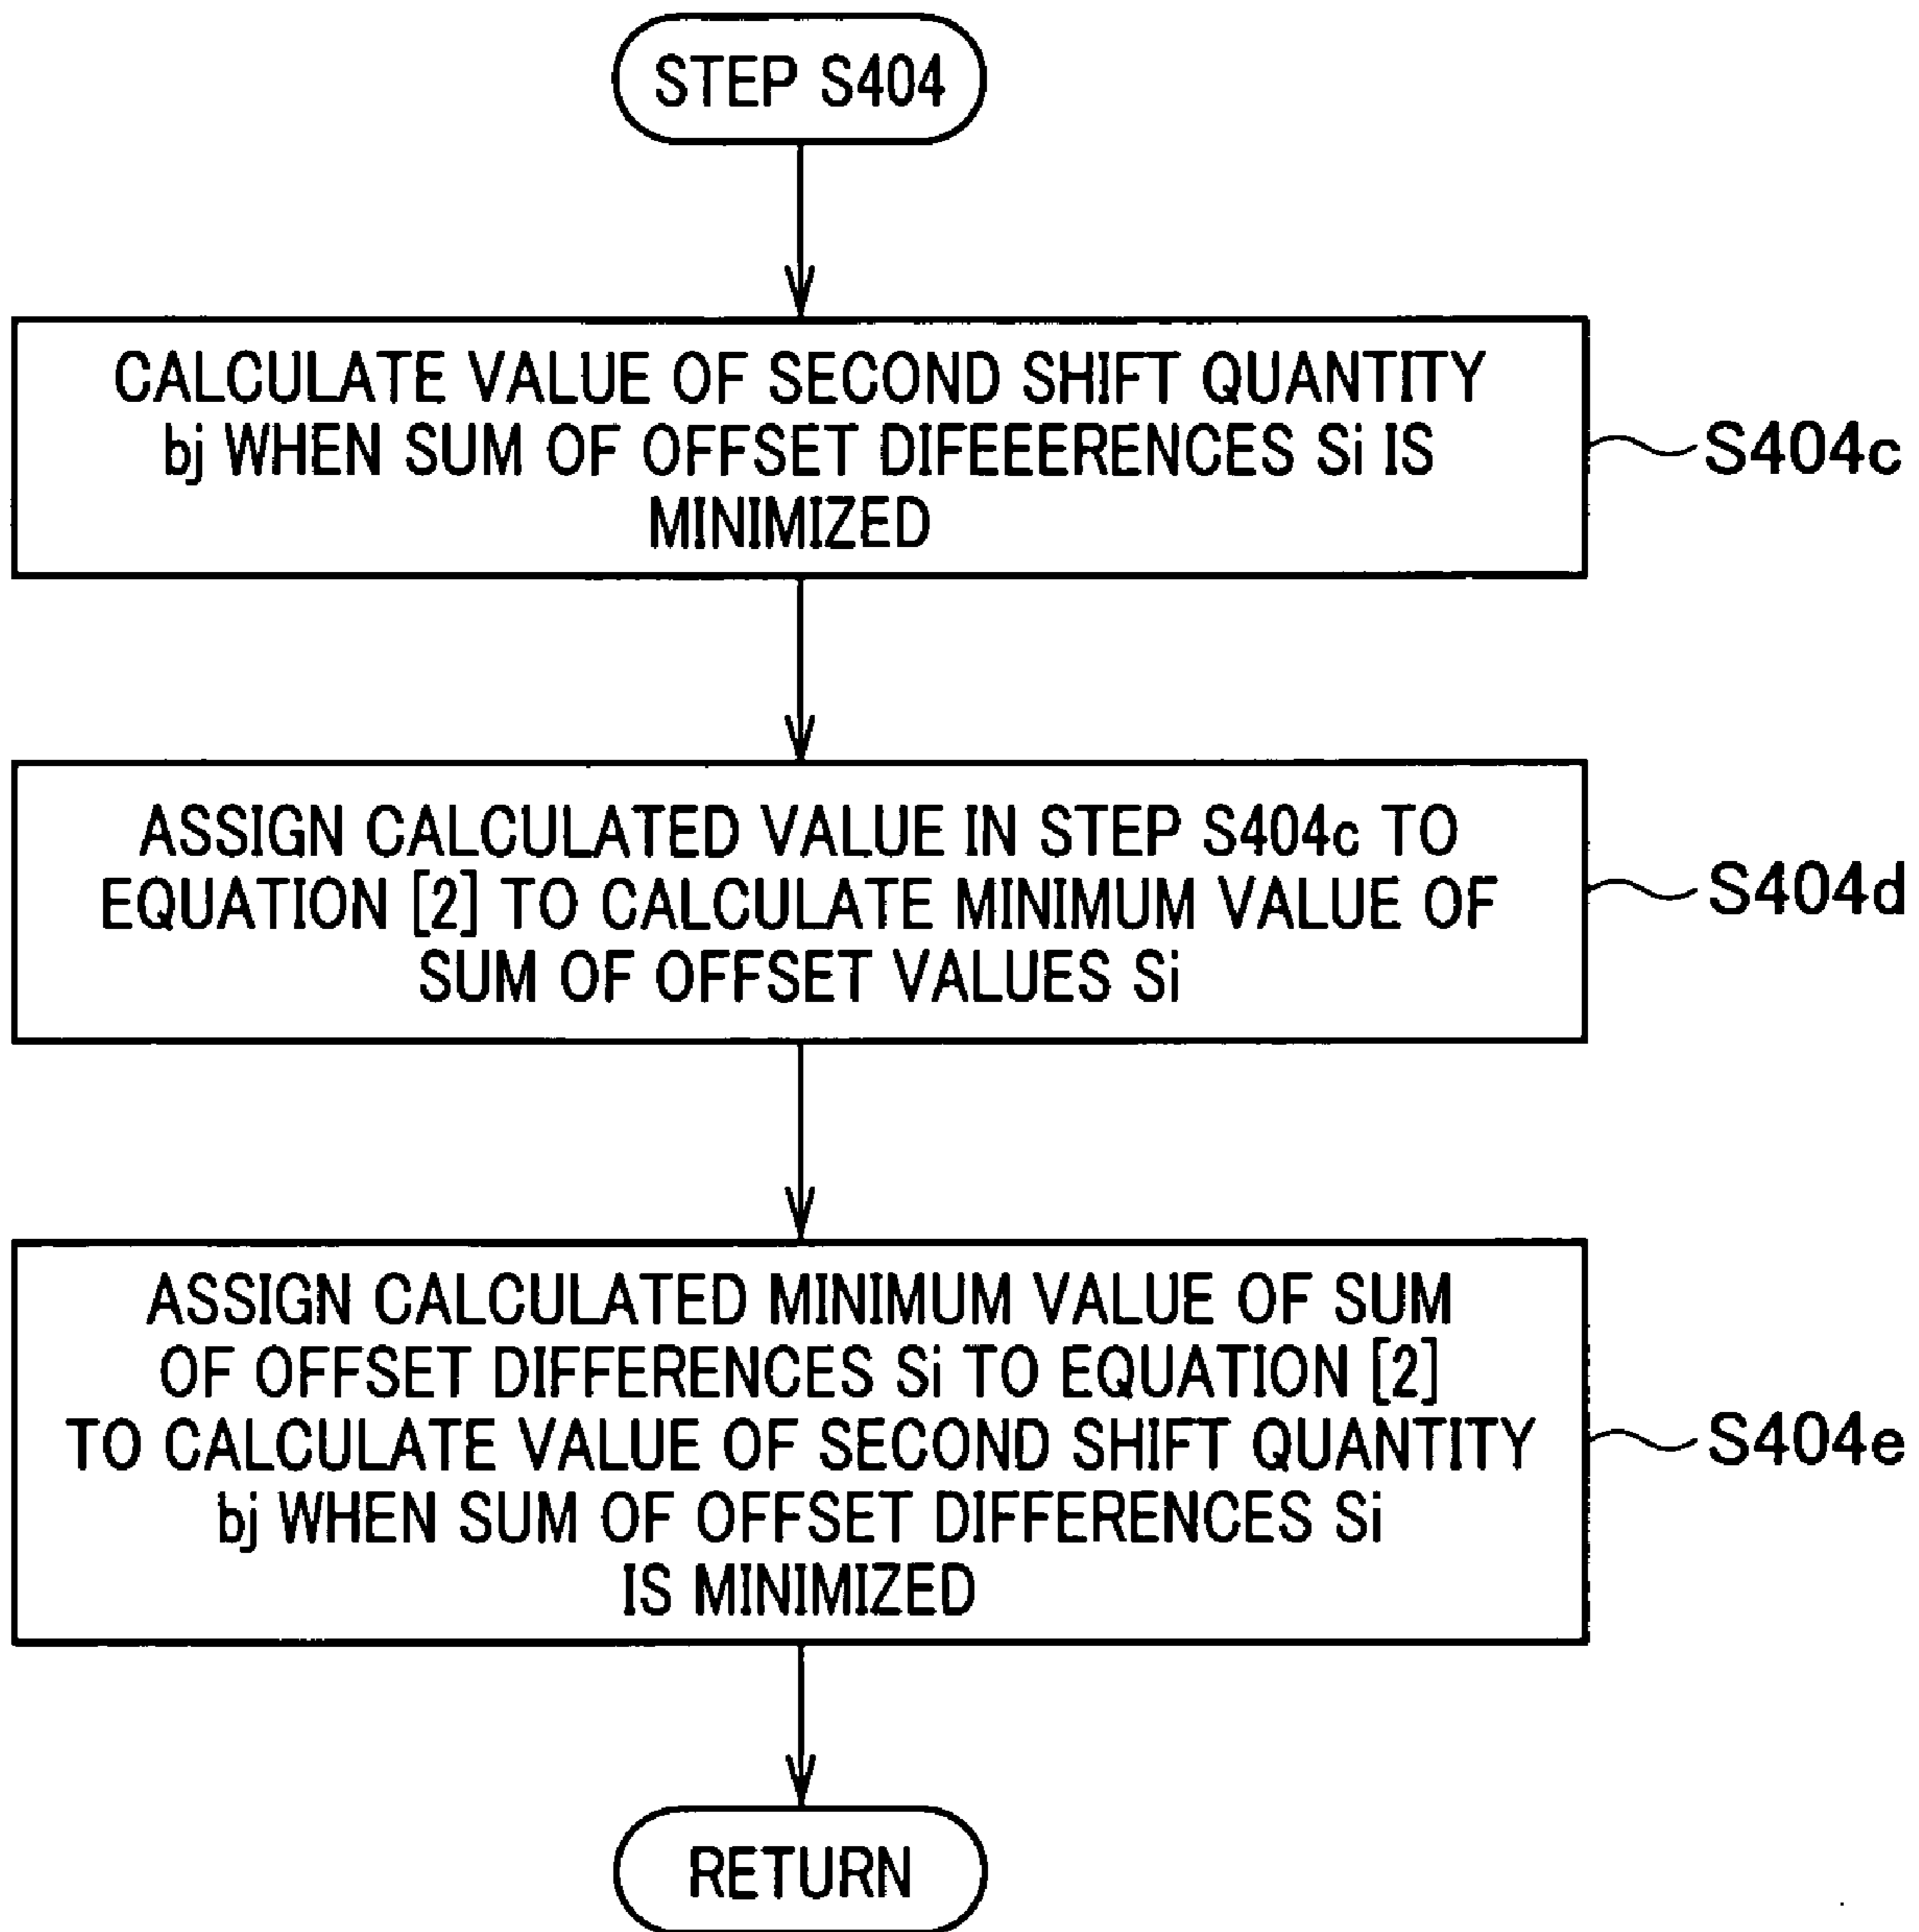 STEP S404
CALCULATE VALUE OF SECOND SHIFT QUANTITY
bj WHEN SUM OF OFFSET DIFEEERENCES Si IS
MINIMIZED
S404c
ASSIGN CALCULATED VALUE IN STEP S404c TO
EQUATION [2] TO CALCULATE MINIMUM VALUE OF
SUM OF OFFSET VALUES Si
S404d
ASSIGN CALCULATED MINIMUM VALUE OF SUM
OF OFFSET DIFFERENCES Si TO EQUATION [2]
TO CALCULATE VALUE OF SECOND SHIFT QUANTITY
bj WHEN SUM OF OFFSET DIFFERENCES Si
IS MINIMIZED
S404e
RETURN